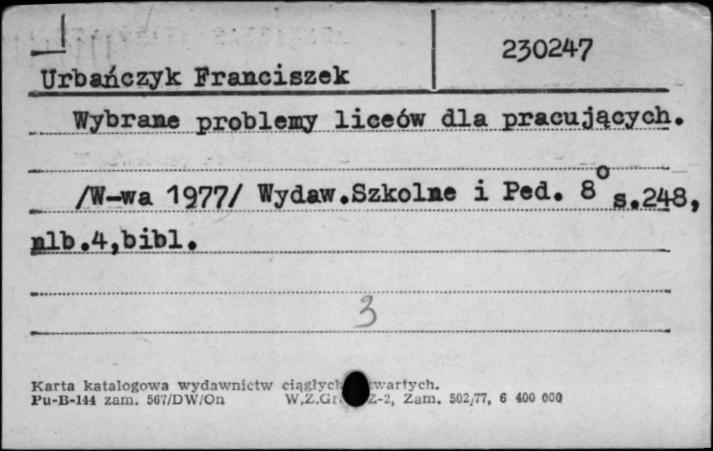 230247
Urbańczyk Franciszek
Wybrane problemy liceów dla pracujących.
/W-wa 1977/ Wydaw.Szkolne i Ped. 8° s.248,
nlb.4,bibl.
3
Karta katalogowa wydawnictw ciągłych
Pu-B-144 zam. 567/DW/On Z-2, Zam. 502/77, 6 400 000